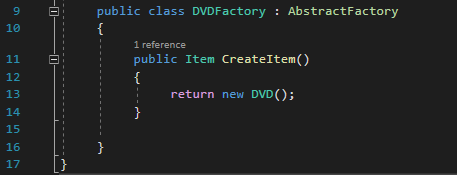 9 public class DVDFactory : AbstractFactory
10 {
1 reference
11 public Item CreateItem()
12 {
13 return new DVD();
14 }
15
16 }
17 }